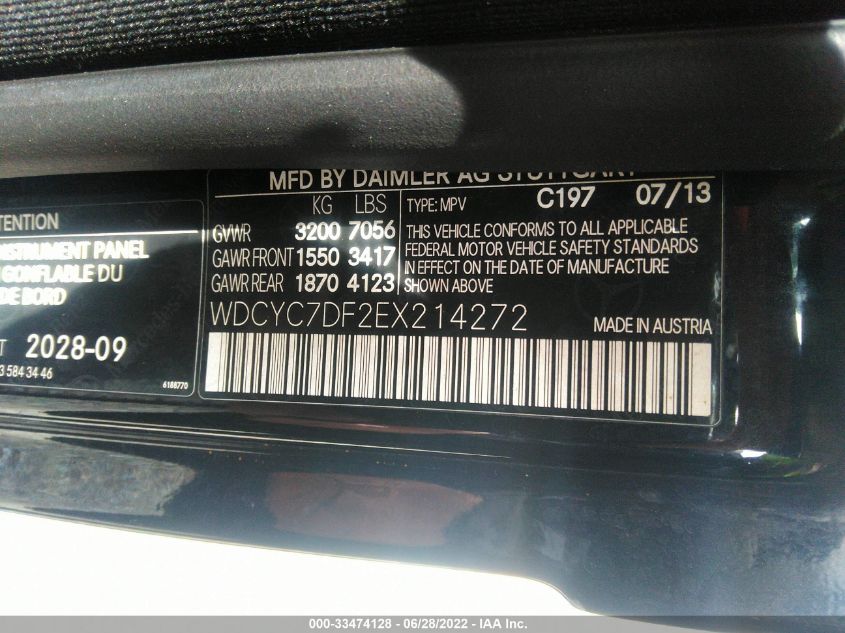 MFD BY DAIMLER AG STUTTGART
KG LBS
GVWR 3200 7056
GAWR FRONT 1550 3417
GAWR REAR 1870 4123
TYPE: MPV C197 07/13
THIS VEHICLE CONFORMS TO ALL APPLICABLE
FEDERAL MOTOR VEHICLE SAFETY STANDARDS
IN EFFECT ON THE DATE OF MANUFACTURE
SHOWN ABOVE
WDCYC7DF2EX214272
MADE IN AUSTRIA
TENTION
NSTRUMENT PANEL
GONFLABLE DU
DE BORD
T 2028-09
3 584 34 46
6188770
000-33474128 - 06/28/2022 - IAA Inc.